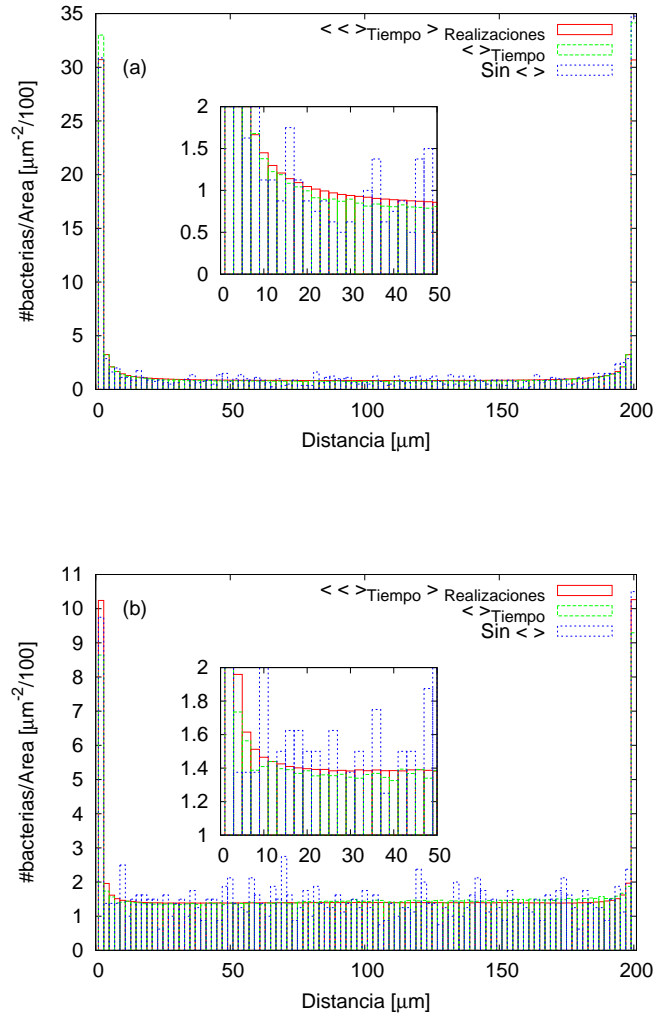 (a)
< < >Tiempo > Realizaciones
< >Tiempo
Sin < >
#bacterias/Area [μm-2/100]
35
30
25
20
15
10
5
0
2
1.5
1
0.5
0
0 10 20 30 40 50
0 50 100 150 200
Distancia [μm]
(b)
< < >Tiempo > Realizaciones
< >Tiempo
Sin < >
#bacterias/Area [μm-2/100]
11
10
9
8
7
6
5
4
3
2
1
0
2
1.8
1.6
1.4
1.2
1
0 10 20 30 40 50
0 50 100 150 200
Distancia [μm]